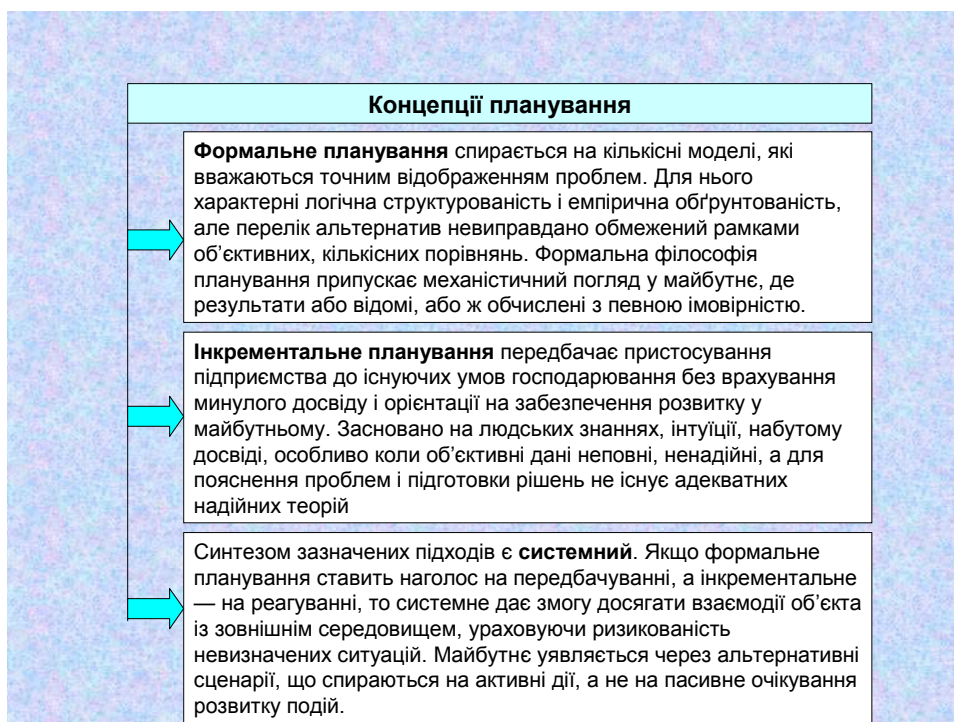 Концепції планування
Формальне планування спирається на кількісні моделі, які
вважаються точним відображенням проблем. Для нього
характерні логічна структурованість і емпірична обґрунтованість,
але перелік альтернатив невиправдано обмежений рамками
об’єктивних, кількісних порівнянь. Формальна філософія
планування припускає механістичний погляд у майбутнє, де
результати або відомі, або ж обчислені з певною імовірністю.
Інкрементальне планування передбачає пристосування
підприємства до існуючих умов господарювання без врахування
минулого досвіду і орієнтації на забезпечення розвитку у
майбутньому. Засновано на людських знаннях, інтуїції, набутому
досвіді, особливо коли об’єктивні дані неповні, ненадійні, а для
пояснення проблем і підготовки рішень не існує адекватних
надійних теорій
Синтезом зазначених підходів є системний. Якщо формальне
планування ставить наголос на передбачуванні, а інкрементальне
— на реагуванні, то системне дає змогу досягати взаємодії об’єкта
із зовнішнім середовищем, ураховуючи ризикованість
невизначених ситуацій. Майбутнє уявляється через альтернативні
сценарії, що спираються на активні дії, а не на пасивне очікування
розвитку подій.